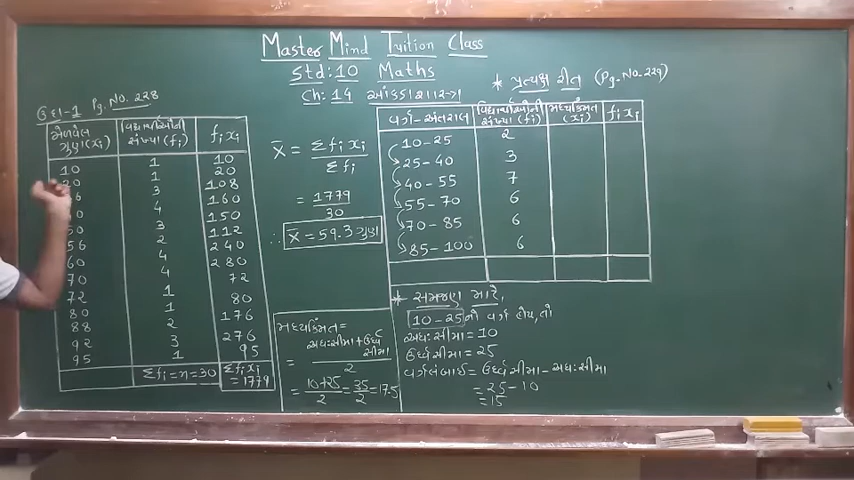 Master Mind Tuition Class
Std: 10 Maths
Ch: 14 આંકડાશાસ્ત્ર
* પ્રત્યક્ષ રીત (Pg. No. 229)
ઉદા-1 Pg. No. 228
મેળવેલ ગુણ(xi) વિદ્યાર્થીઓની સંખ્યા (fi) fixi
10 1 10
20 1 20
3 108
4 160
3 150
56 2 112
60 4 240
70 4 280
72 1 72
80 1 80
88 2 176
92 3 276
95 1 95
Σfi=n=30 Σfixi =1779
x̄ = Σfixi / Σfi
= 1779 / 30
∴ x̄ = 59.3 ગુણ
મધ્યકિંમત =
અધઃસીમા + ઉર્ધ્વ સીમા
= 2
= 10+25 / 2 = 35 / 2 = 17.5
વર્ગ-અંતરાલ વિદ્યાર્થીઓની સંખ્યા (fi) મધ્યકિંમત (xi) fixi
10-25 2
25-40 3
40-55 7
55-70 6
70-85 6
85-100 6
* સમજણ માટે,
10-25નો વર્ગ હોય, તો
અધઃસીમા = 10
ઉર્ધ્વસીમા = 25
વર્ગલંબાઈ = ઉર્ધ્વસીમા - અધઃસીમા
= 25-10
= 15